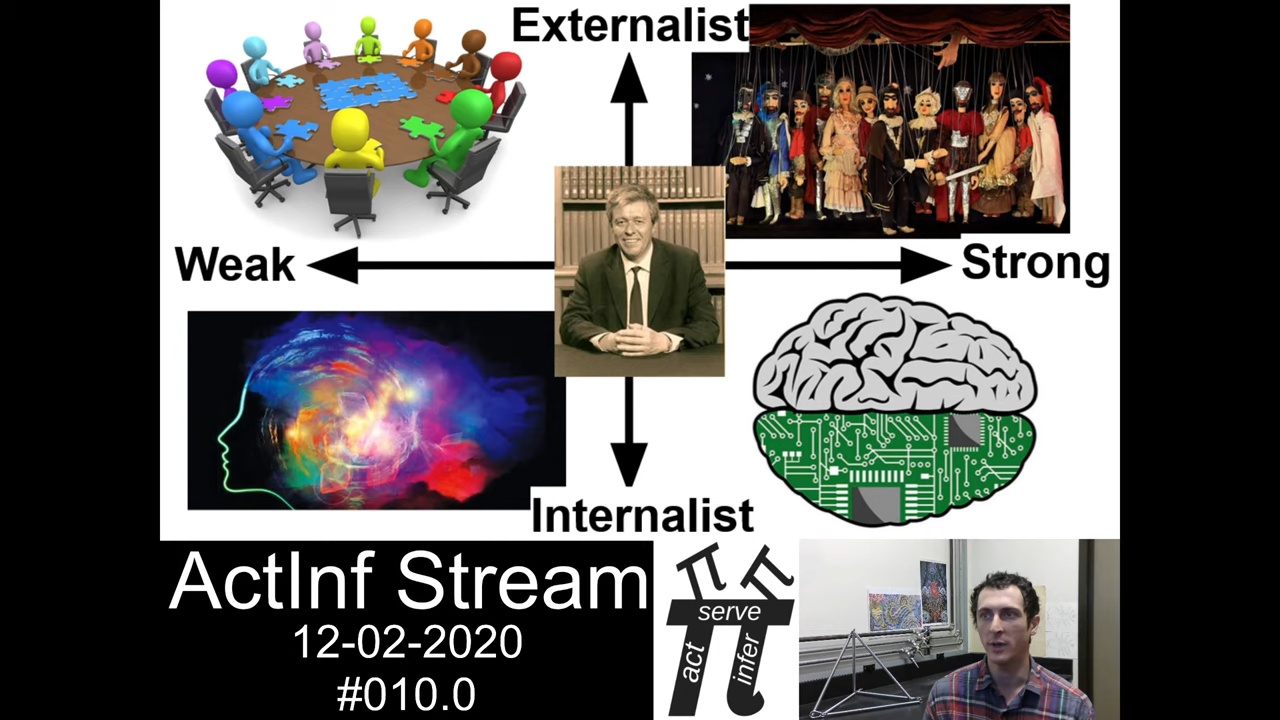 Externalist
Weak
Strong
Internalist
ActInf Stream
12-02-2020
#010.0
serve
act
infer